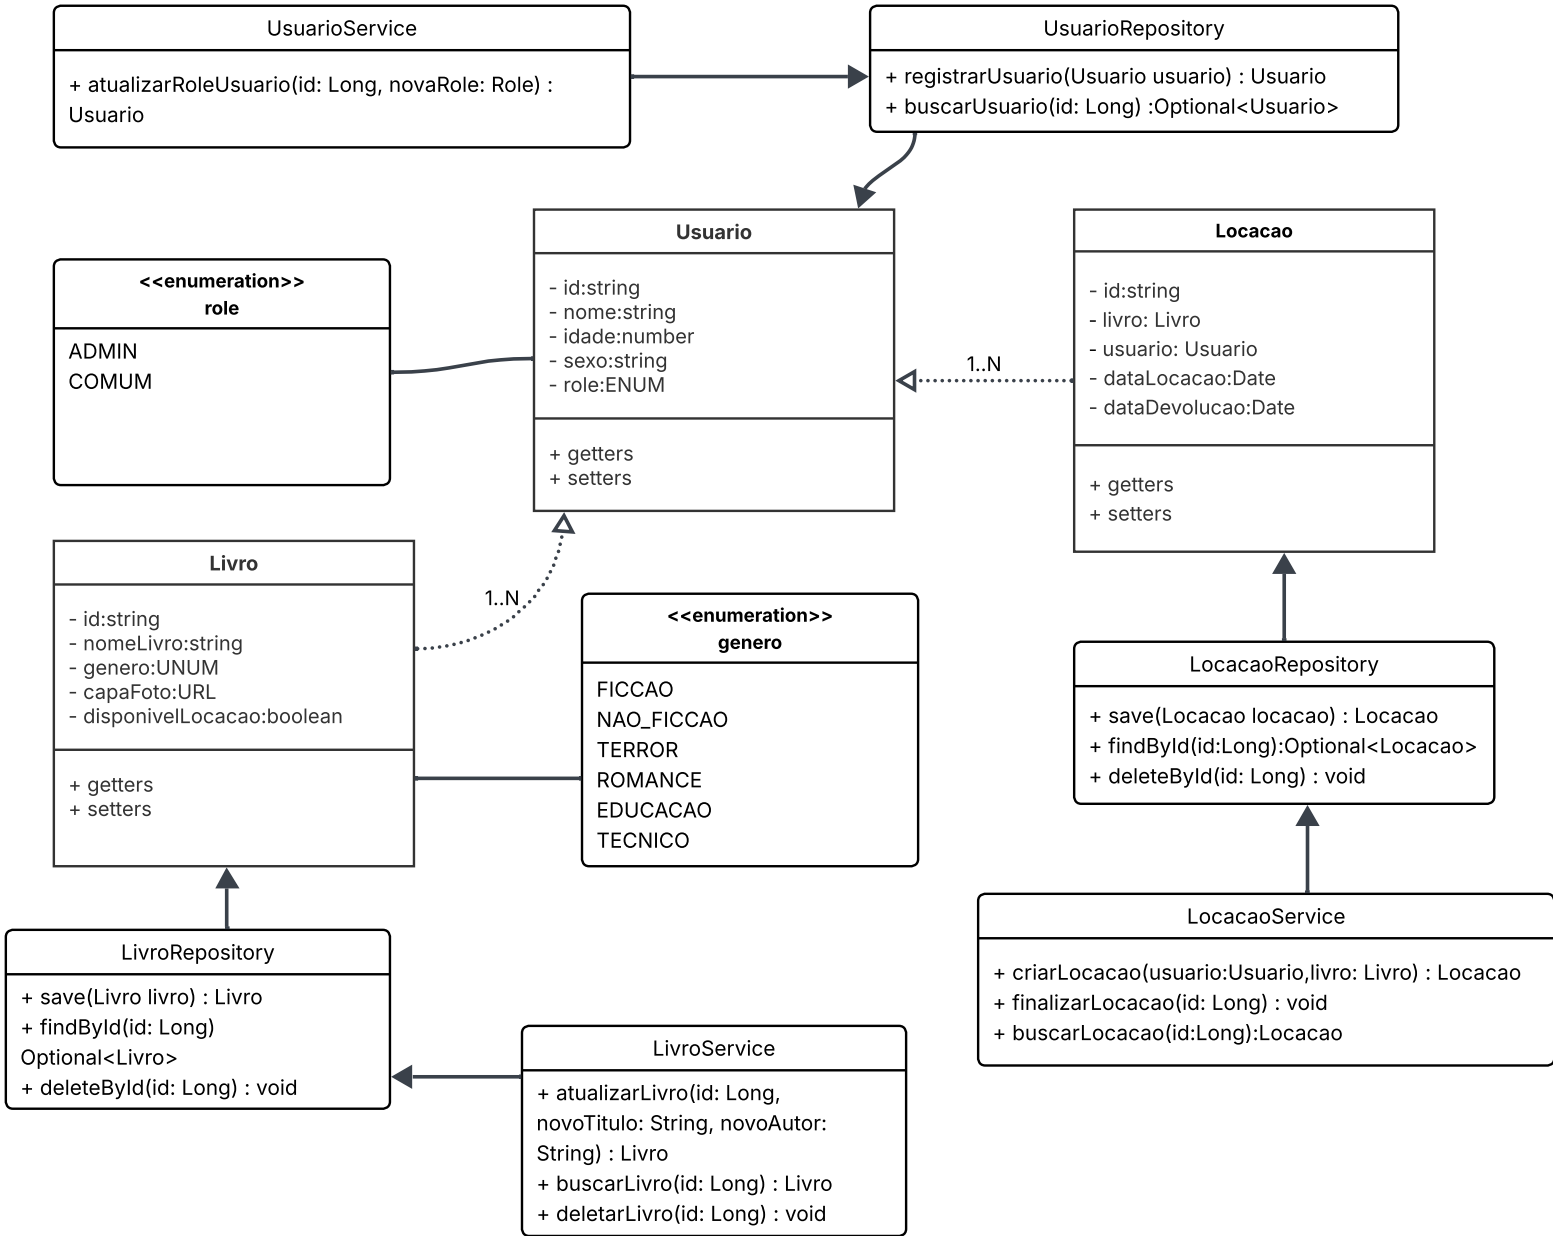 UsuarioService
+ atualizarRoleUsuario(id: Long, novaRole: Role) :
Usuario
UsuarioRepository
+ registrarUsuario(Usuario usuario) : Usuario
+ buscarUsuario(id: Long) :Optional<Usuario>
<<enumeration>>
role
ADMIN
COMUM
Usuario
- id:string
- nome:string
- idade:number
- sexo:string
- role:ENUM
+ getters
+ setters
1..N
Locacao
- id:string
- livro: Livro
- usuario: Usuario
- dataLocacao:Date
- dataDevolucao:Date
+ getters
+ setters
Livro
- id:string
- nomeLivro:string
- genero:UNUM
- capaFoto:URL
- disponivelLocacao:boolean
+ getters
+ setters
1..N
<<enumeration>>
genero
FICCAO
NAO_FICCAO
TERROR
ROMANCE
EDUCACAO
TECNICO
LocacaoRepository
+ save(Locacao locacao) : Locacao
+ findById(id:Long):Optional<Locacao>
+ deleteById(id: Long) : void
LocacaoService
+ criarLocacao(usuario:Usuario,livro: Livro) : Locacao
+ finalizarLocacao(id: Long) : void
+ buscarLocacao(id:Long):Locacao
LivroRepository
+ save(Livro livro) : Livro
+ findById(id: Long)
Optional<Livro>
+ deleteById(id: Long) : void
LivroService
+ atualizarLivro(id: Long,
novoTitulo: String, novoAutor:
String) : Livro
+ buscarLivro(id: Long) : Livro
+ deletarLivro(id: Long) : void